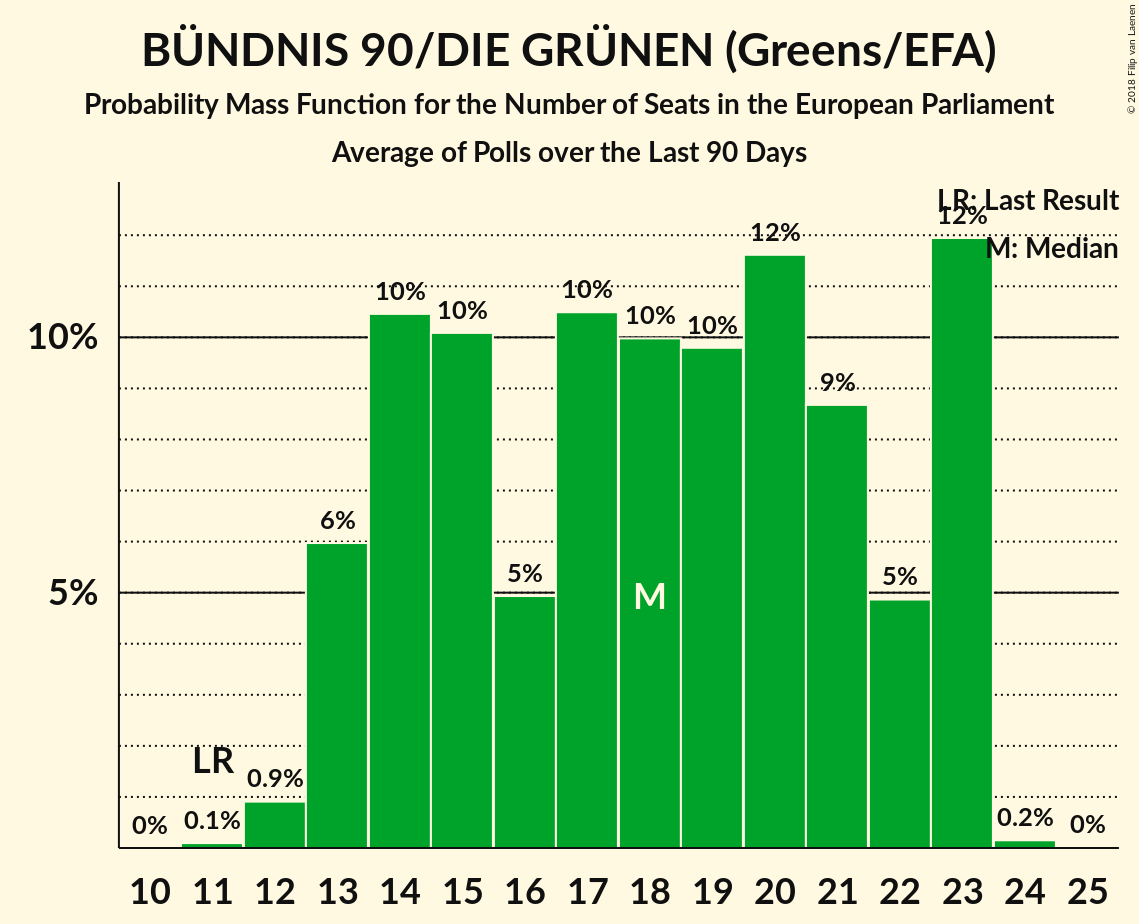 BÜNDNIS 90/DIE GRÜNEN (Greens/EFA)
Probability Mass Function for the Number of Seats in the European Parliament
Average of Polls over the Last 90 Days
© 2018 Filip van Laenen
LR: Last Result
M: Median
10%
5%
0%
0.1%
0.9%
6%
10%
10%
5%
10%
10%
10%
12%
9%
5%
12%
0.2%
0%
LR
M
10 11 12 13 14 15 16 17 18 19 20 21 22 23 24 25